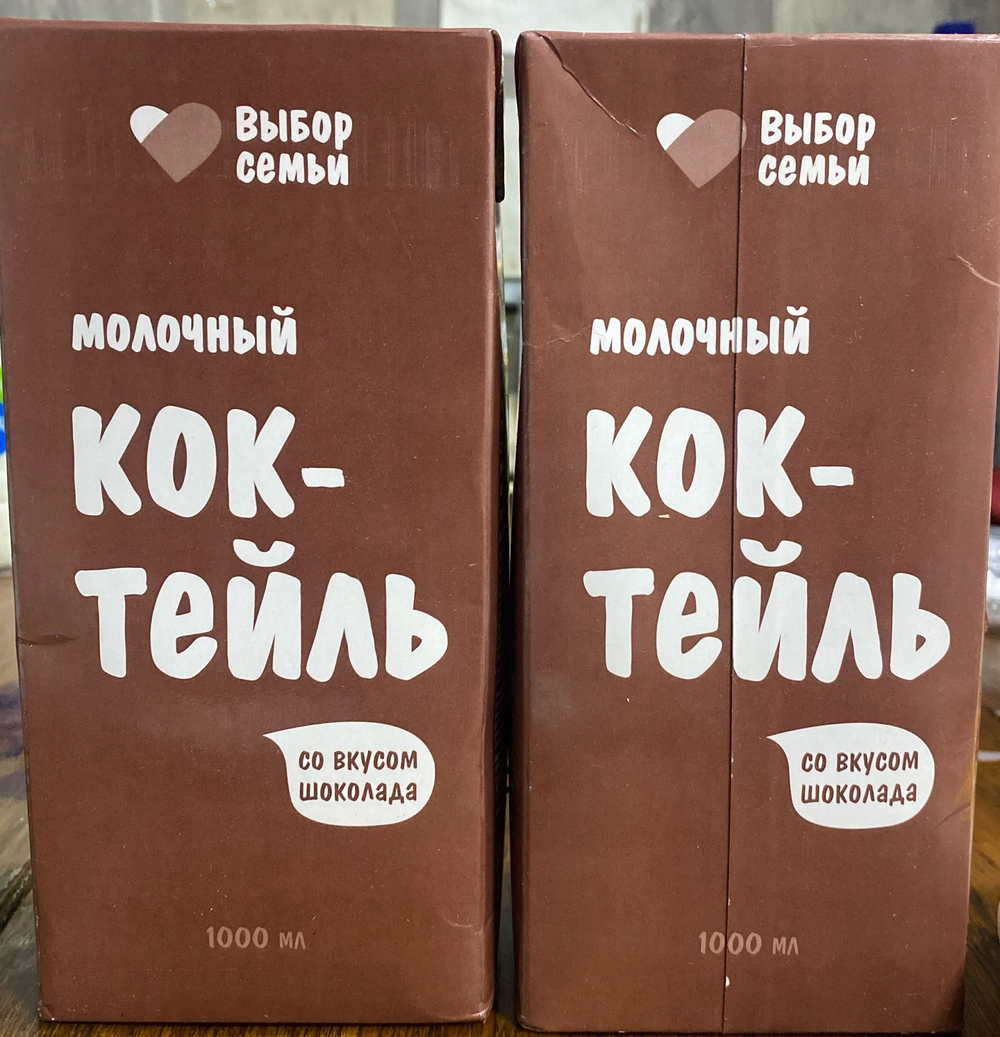 Выбор
семьи
молочный
кок-
тейль
со вкусом
шоколада
1000 мл
Выбор
семьи
молочный
кок-
тейль
со вкусом
шоколада
1000 мл